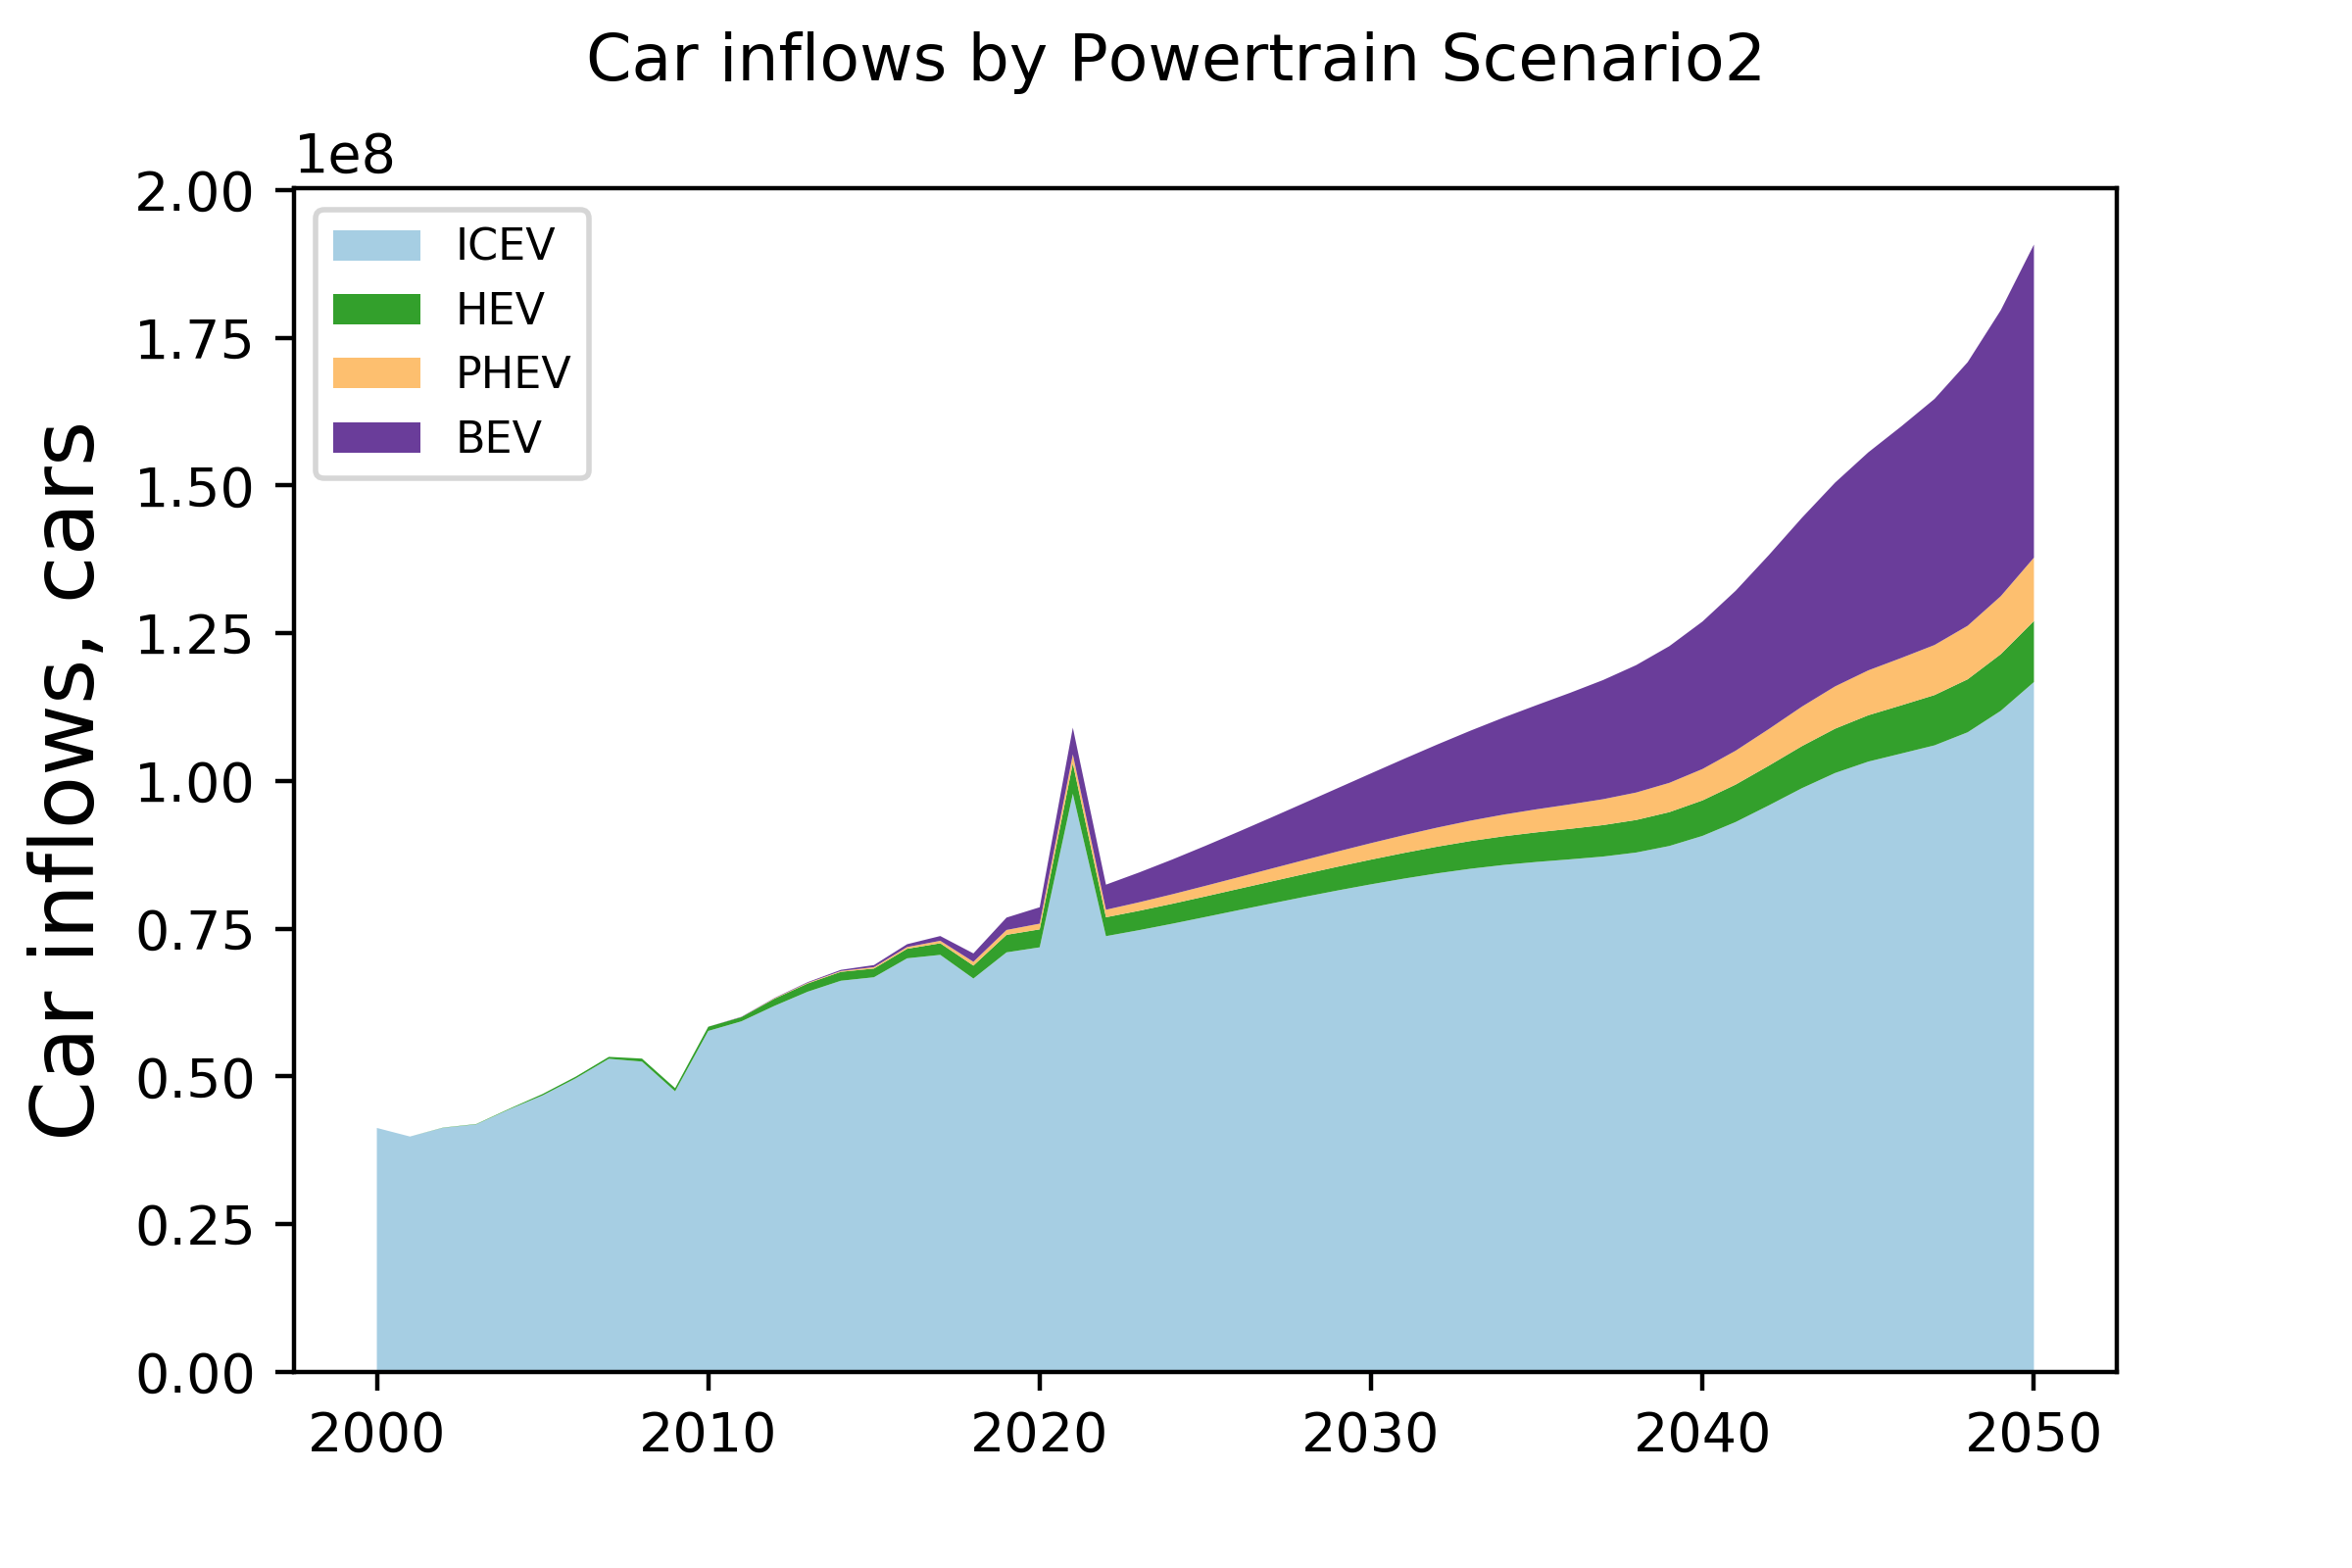 Car inflows by Powertrain Scenario2
1e8
2.00
1.75
1.50
1.25
1.00
0.75
0.50
0.25
0.00
Car inflows, cars
ICEV
HEV
PHEV
BEV
2000 2010 2020 2030 2040 2050